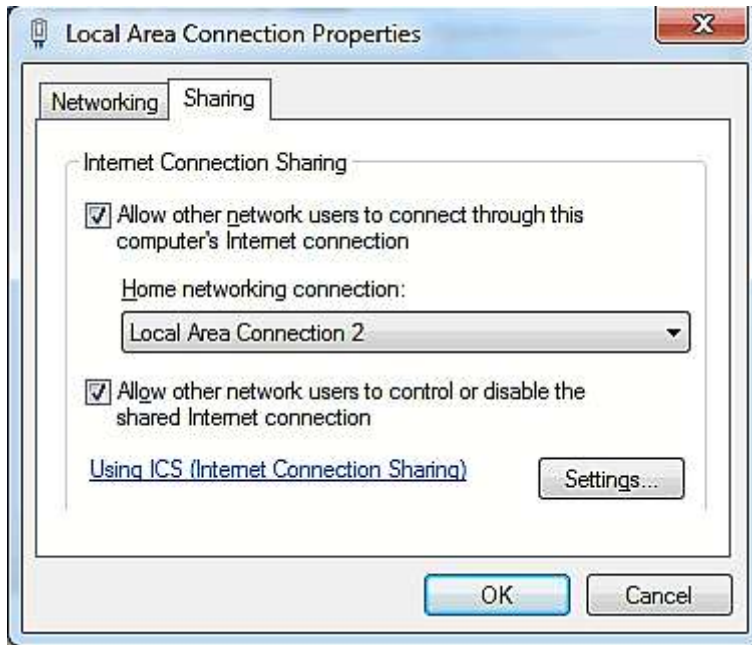 Local Area Connection Properties
Networking Sharing
Internet Connection Sharing
Allow other network users to connect through this
computer's Internet connection
Home networking connection:
Local Area Connection 2
Allow other network users to control or disable the
shared Internet connection
Using ICS (Internet Connection Sharing)
Settings...
OK Cancel